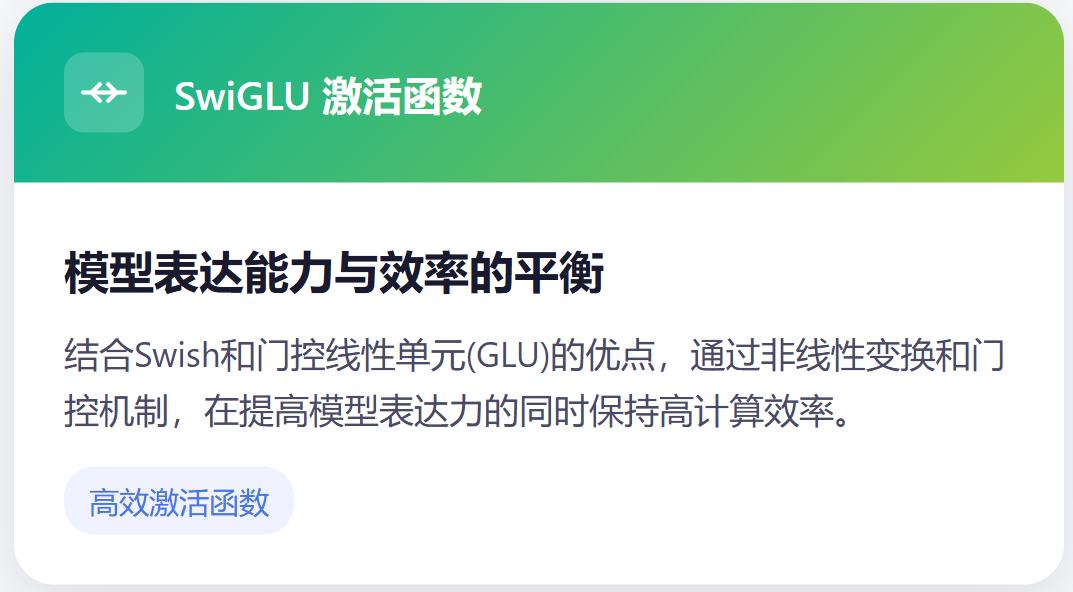 SwiGLU 激活函数
模型表达能力与效率的平衡
结合Swish和门控线性单元(GLU)的优点，通过非线性变换和门
控机制，在提高模型表达力的同时保持高计算效率。
高效激活函数